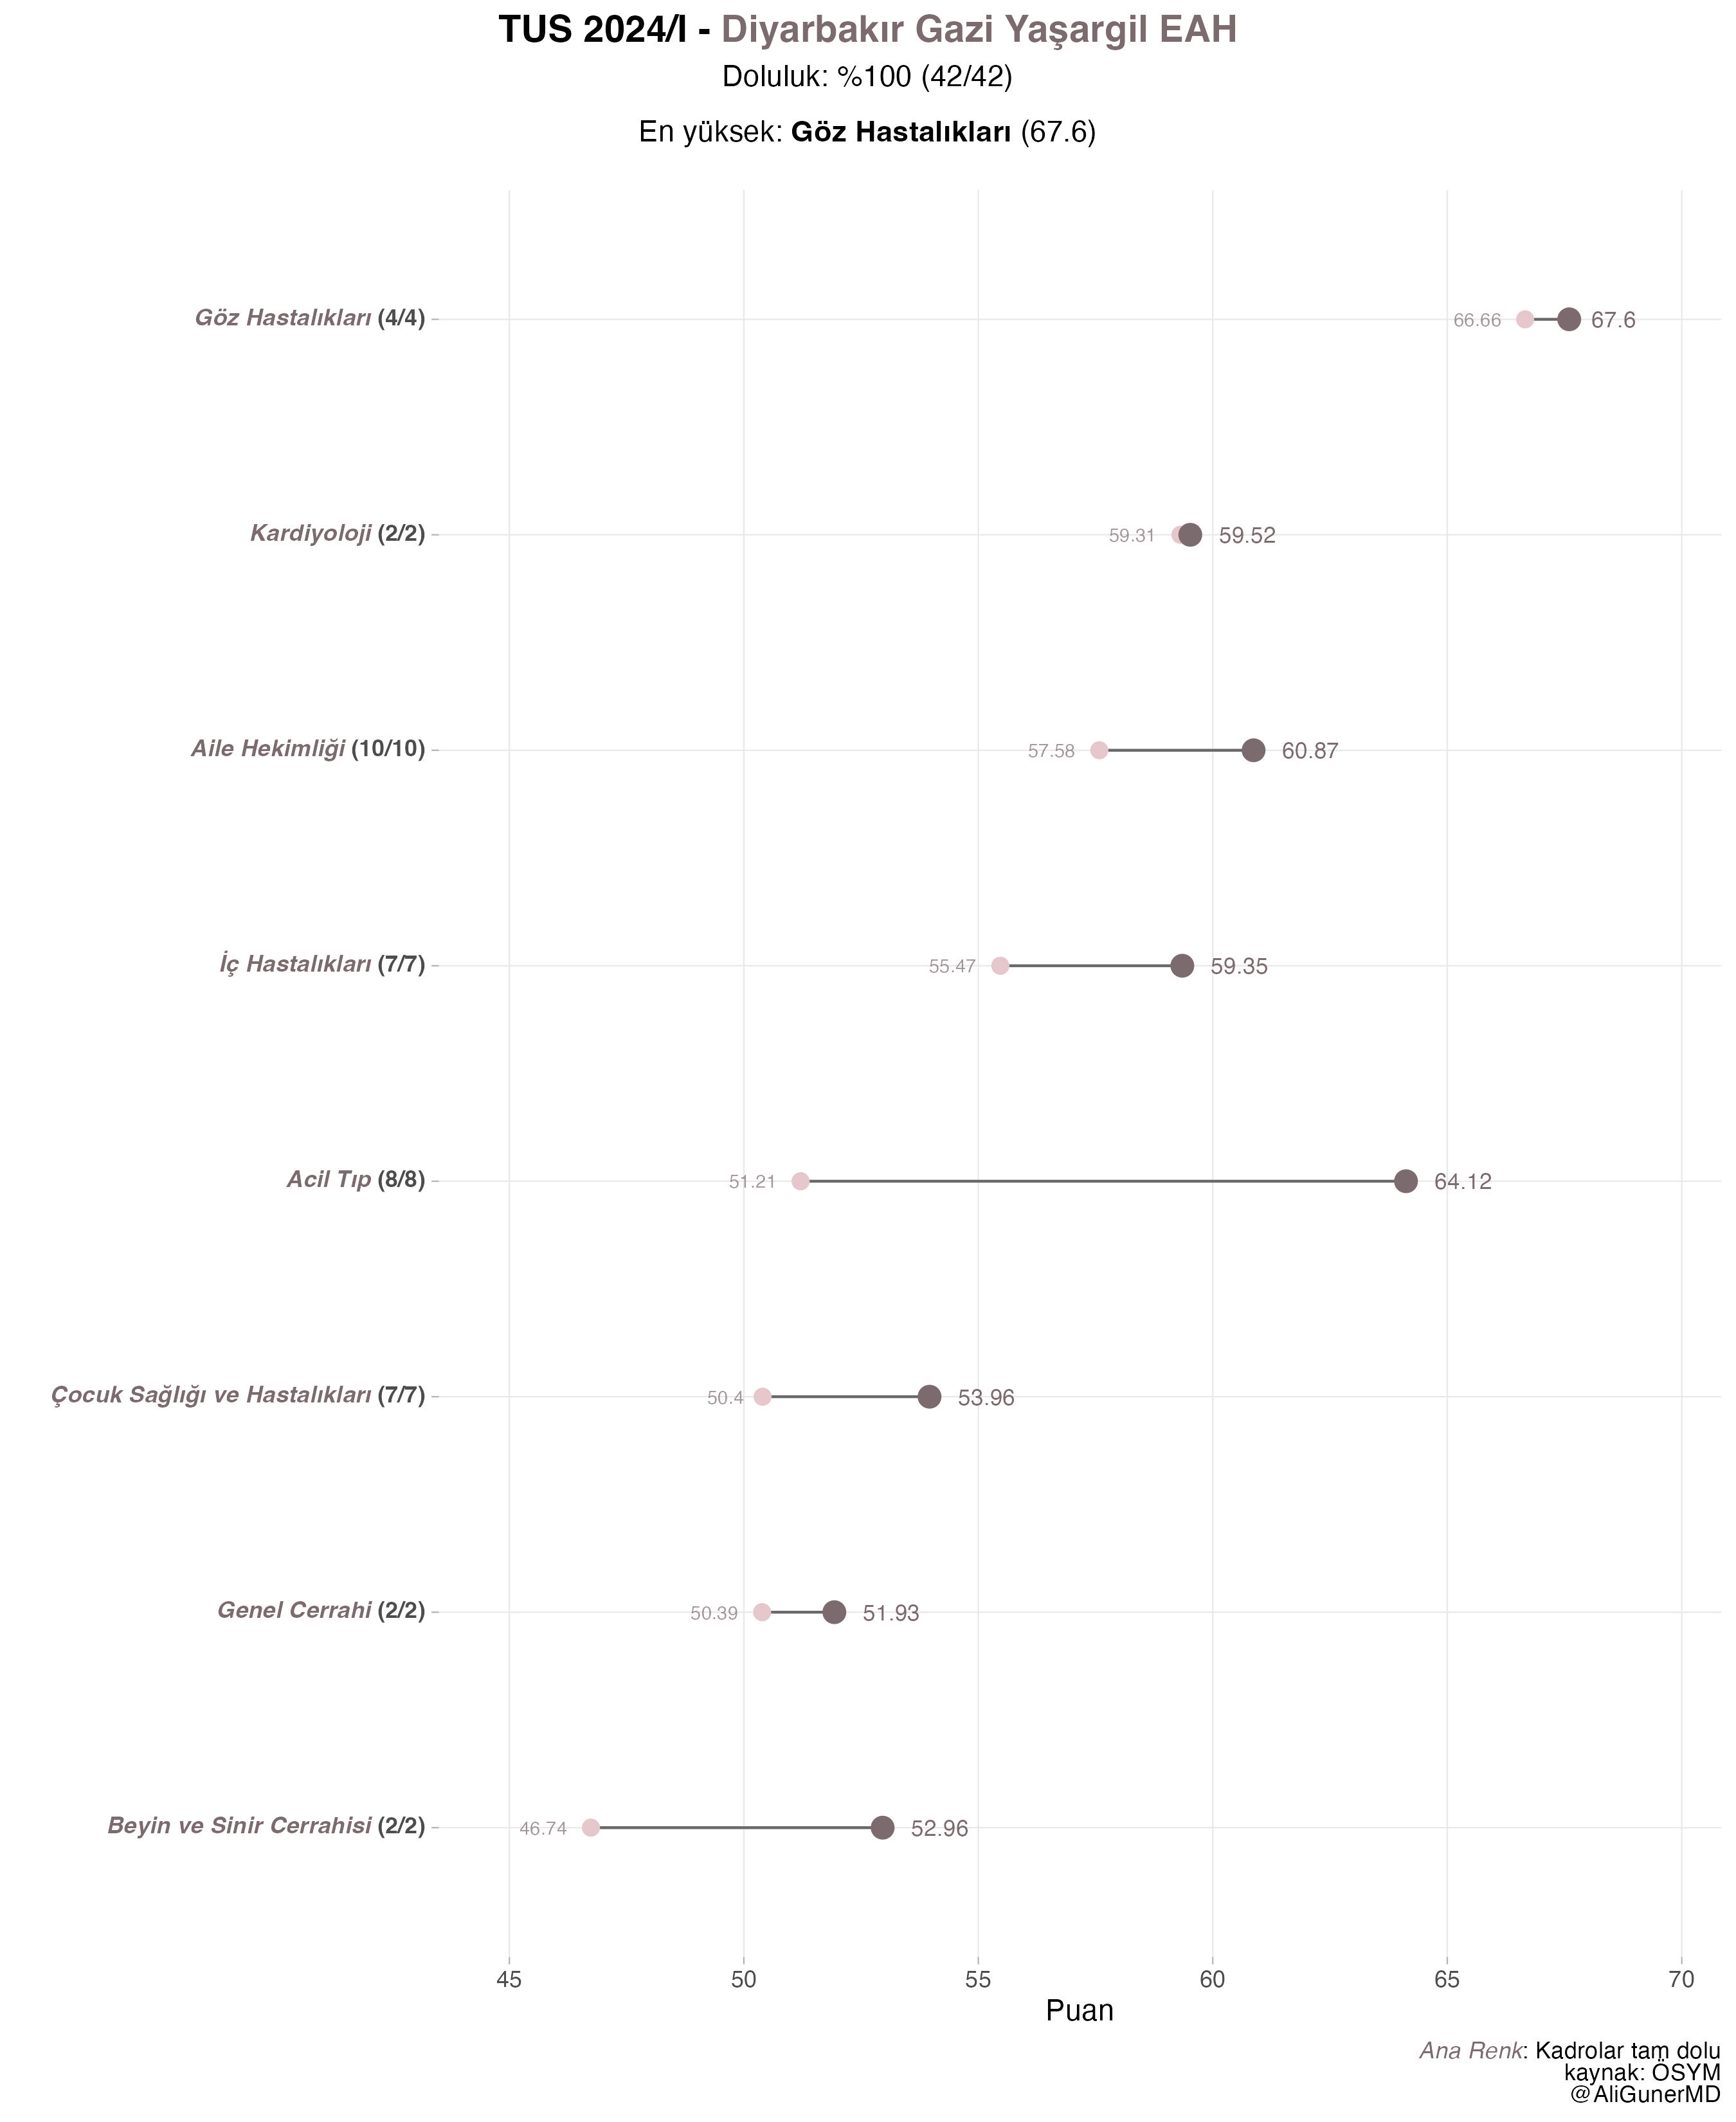 TUS 2024/I - Diyarbakır Gazi Yaşargil EAH
Doluluk: %100 (42/42)
En yüksek: Göz Hastalıkları (67.6)
Göz Hastalıkları (4/4) 66.66 67.6
Kardiyoloji (2/2) 59.31 59.52
Aile Hekimliği (10/10) 57.58 60.87
İç Hastalıkları (7/7) 55.47 59.35
Acil Tıp (8/8) 51.21 64.12
Çocuk Sağlığı ve Hastalıkları (7/7) 50.4 53.96
Genel Cerrahi (2/2) 50.39 51.93
Beyin ve Sinir Cerrahisi (2/2) 46.74 52.96
45 50 55 60 65 70
Puan
Ana Renk: Kadrolar tam dolu
kaynak: ÖSYM
@AliGunerMD